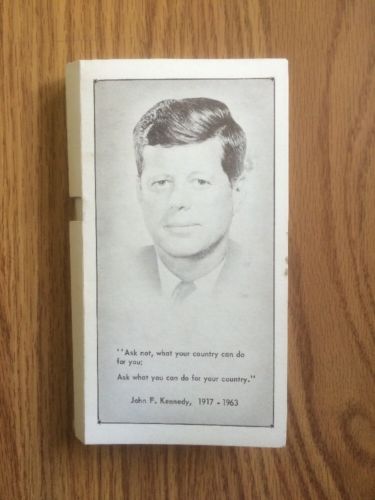 "Ask not, what your country can do
for you;
Ask what you can do for your country."
John F. Kennedy, 1917 - 1963